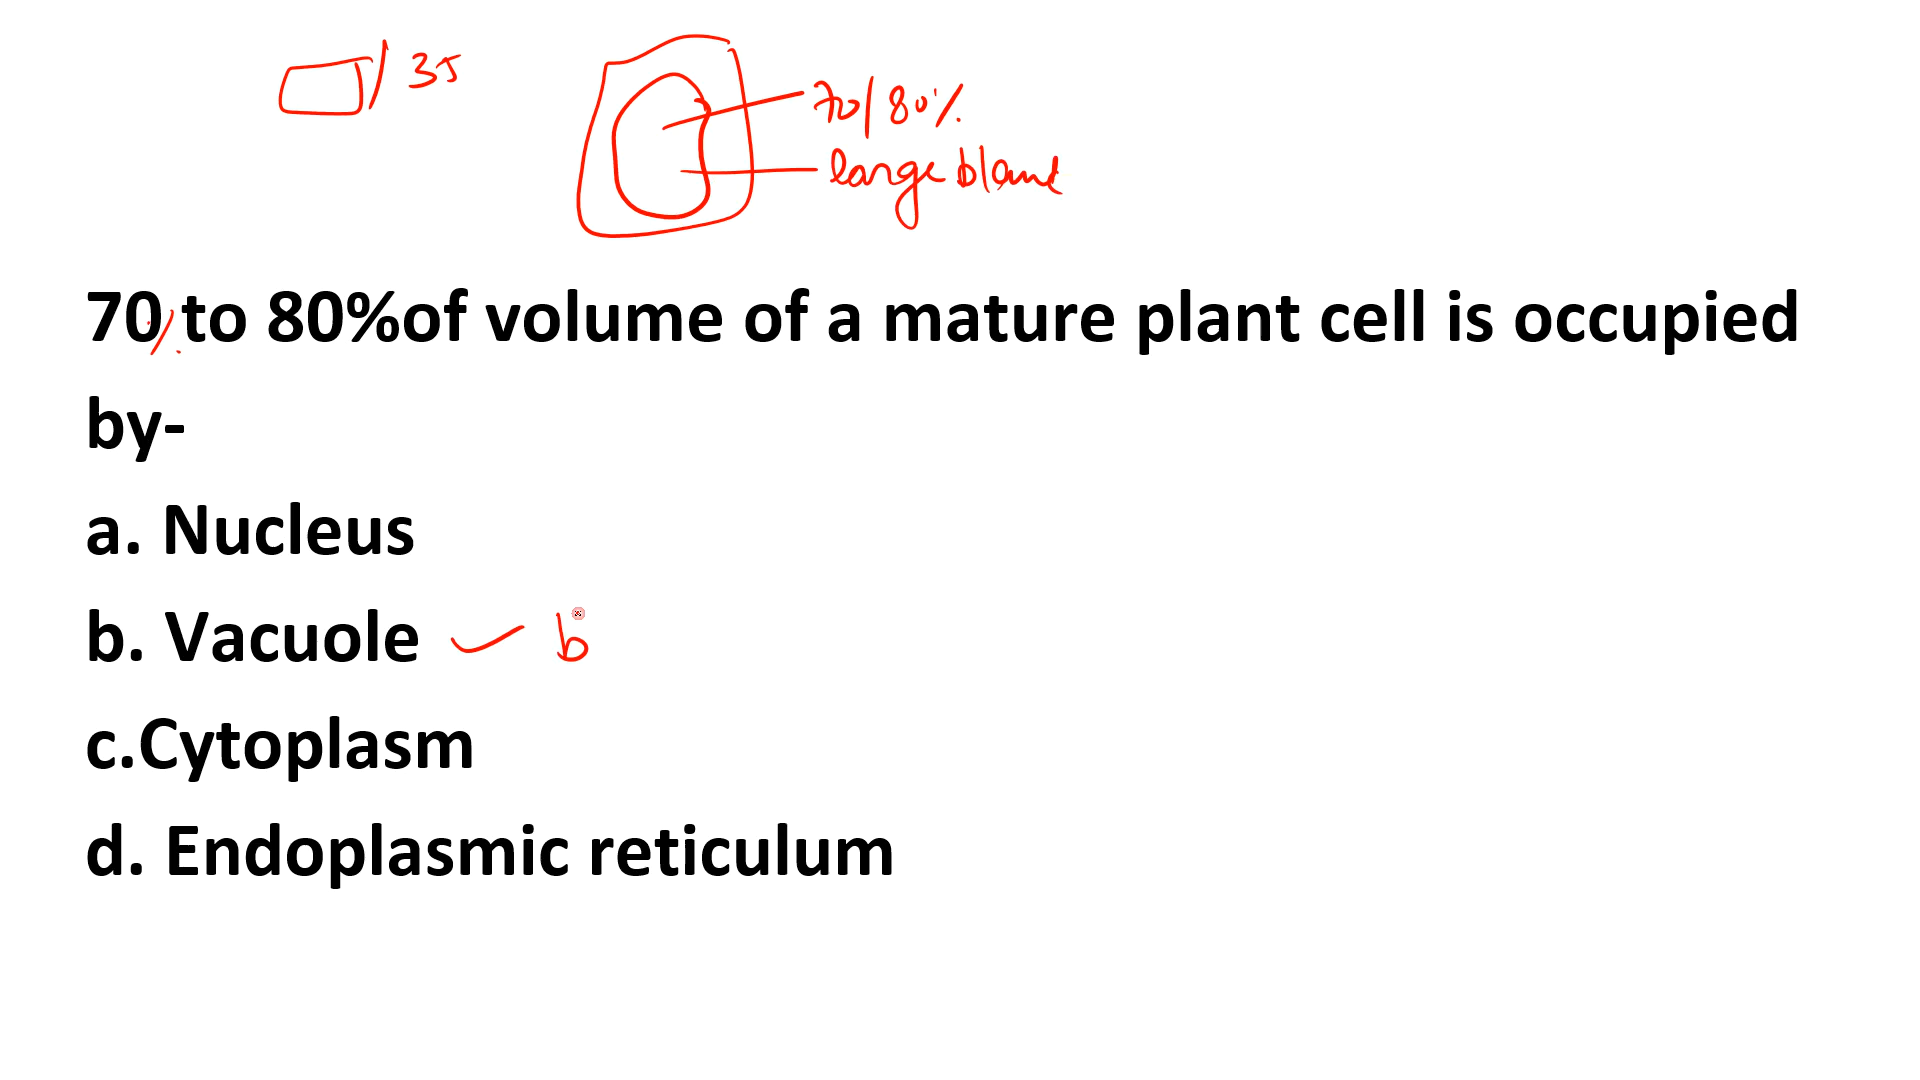 / 35
70/80%
large
70% to 80%of volume of a mature plant cell is occupied
by-
a. Nucleus
b. Vacuole ✓ b
c.Cytoplasm
d. Endoplasmic reticulum